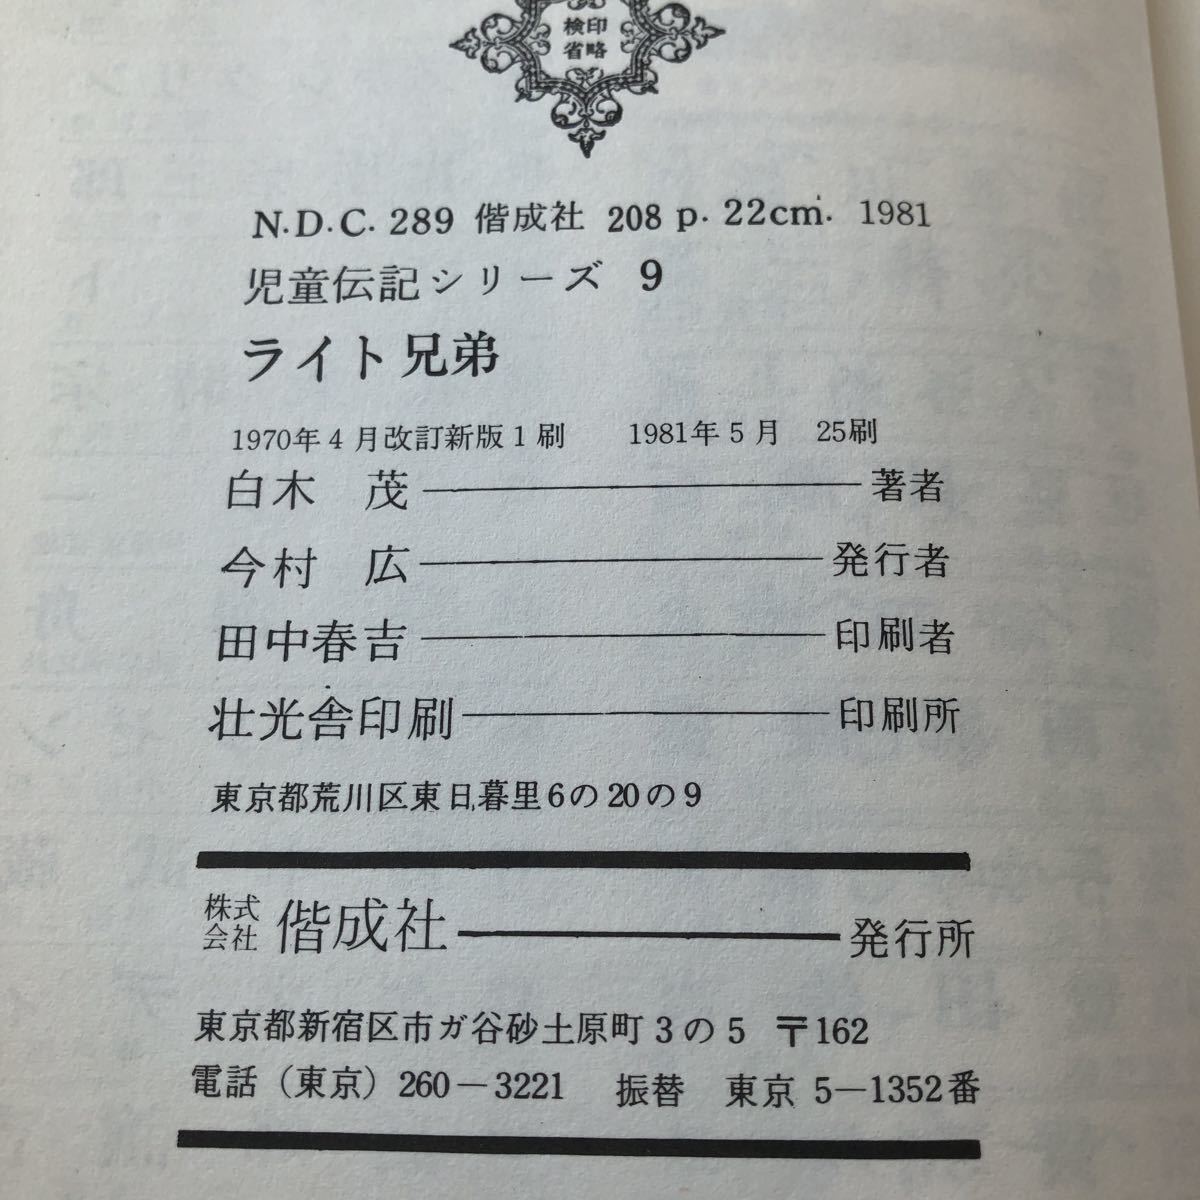 検印
省略
N.D.C. 289 偕成社 208 p. 22cm. 1981
児童伝記シリーズ 9
ライト兄弟
1970年4月改訂新版1刷 1981年5月 25刷
白木 茂 著者
今村 広 発行者
田中春吉 印刷者
壮光舎印刷 印刷所
東京都荒川区東日暮里6の20の9
株式会社 偕成社 発行所
東京都新宿区市ガ谷砂土原町3の5 〒162
電話(東京)260-3221 振替 東京 5-1352番